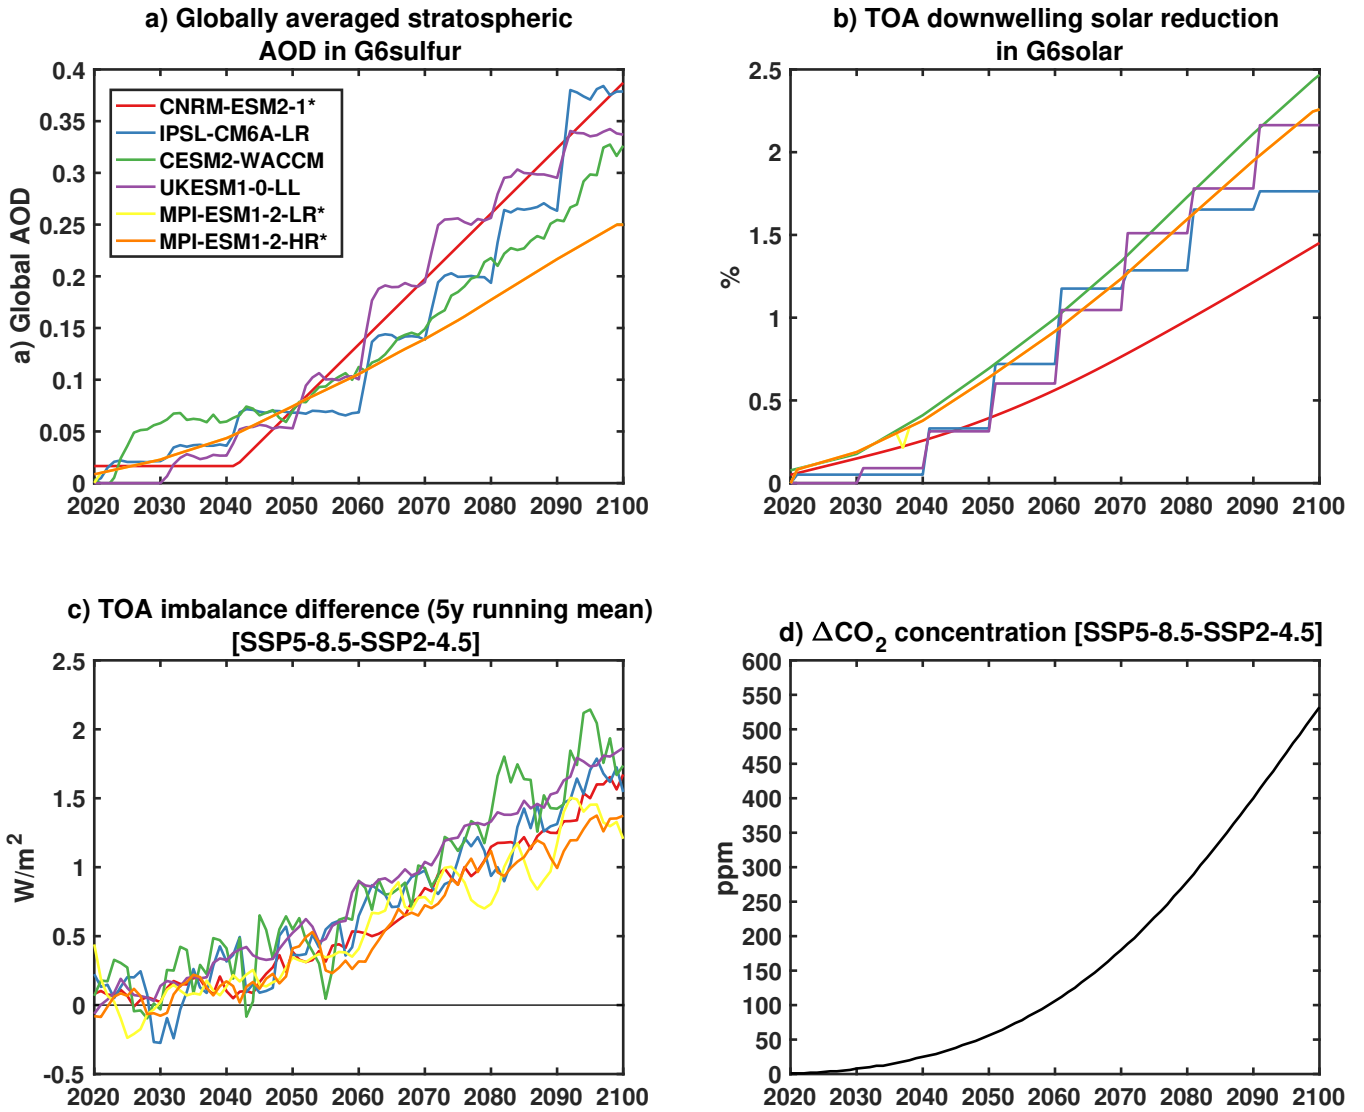 a) Globally averaged stratospheric
AOD in G6sulfur
a) Global AOD
0.4
0.35
0.3
0.25
0.2
0.15
0.1
0.05
0
CNRM-ESM2-1*
IPSL-CM6A-LR
CESM2-WACCM
UKESM1-0-LL
MPI-ESM1-2-LR*
MPI-ESM1-2-HR*
2020 2030 2040 2050 2060 2070 2080 2090 2100
b) TOA downwelling solar reduction
in G6solar
%
2.5
2
1.5
1
0.5
0
2020 2030 2040 2050 2060 2070 2080 2090 2100
c) TOA imbalance difference (5y running mean)
[SSP5-8.5-SSP2-4.5]
W/m²
2.5
2
1.5
1
0.5
0
-0.5
2020 2030 2040 2050 2060 2070 2080 2090 2100
d) ΔCO₂ concentration [SSP5-8.5-SSP2-4.5]
ppm
600
550
500
450
400
350
300
250
200
150
100
50
0
2020 2030 2040 2050 2060 2070 2080 2090 2100